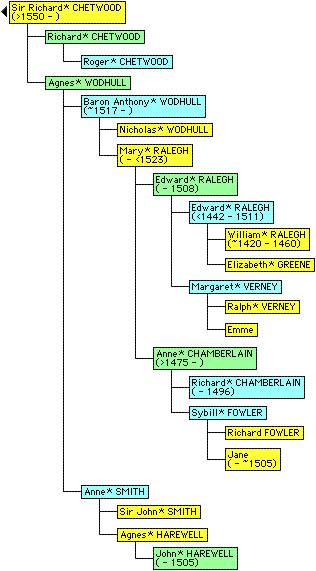 Sir Richard* CHETWOOD
(>1550 - )
Richard* CHETWOOD
Roger* CHETWOOD
Agnes* WODHULL
Baron Anthony* WODHULL
(~1517 - )
Nicholas* WODHULL
Mary* RALEGH
( - <1523)
Edward* RALEGH
( - 1508)
Edward* RALEGH
(<1442 - 1511)
William* RALEGH
(~1420 - 1460)
Elizabeth* GREENE
Margaret* VERNEY
Ralph* VERNEY
Emme
Anne* CHAMBERLAIN
(>1475 - )
Richard* CHAMBERLAIN
( - 1496)
Sybill* FOWLER
Richard FOWLER
Jane
( - ~1505)
Anne* SMITH
Sir John* SMITH
Agnes* HAREWELL
John* HAREWELL
( - 1505)